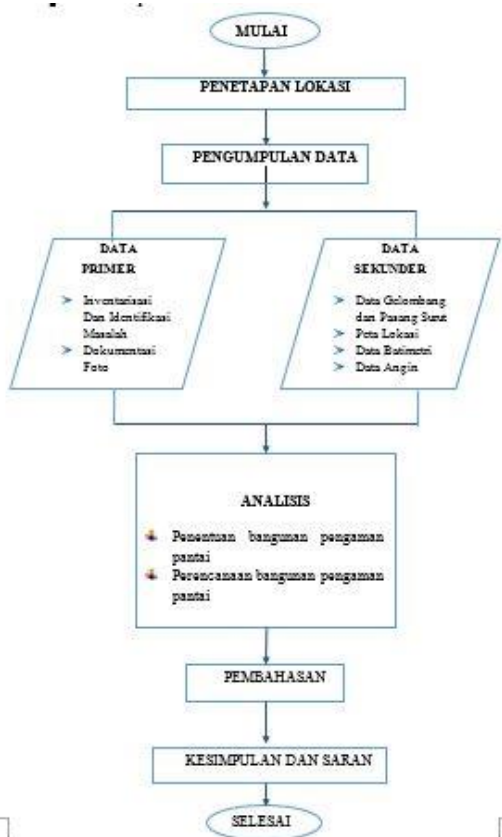 MULAI
PENETAPAN LOKASI
PENGUMPULAN DATA
DATA
PRIMER
Inventarisasi
Dan Identifikasi
Masalah
Dokumentasi
Foto
DATA
SEKUNDER
Data Gelombang
dan Pasang Surut
Peta Lokasi
Data Batimetri
Data Angin
ANALISIS
Penentuan bangunan pengaman
pantai
Perencanaan bangunan pengaman
pantai
PEMBAHASAN
KESIMPULAN DAN SARAN
SELESAI